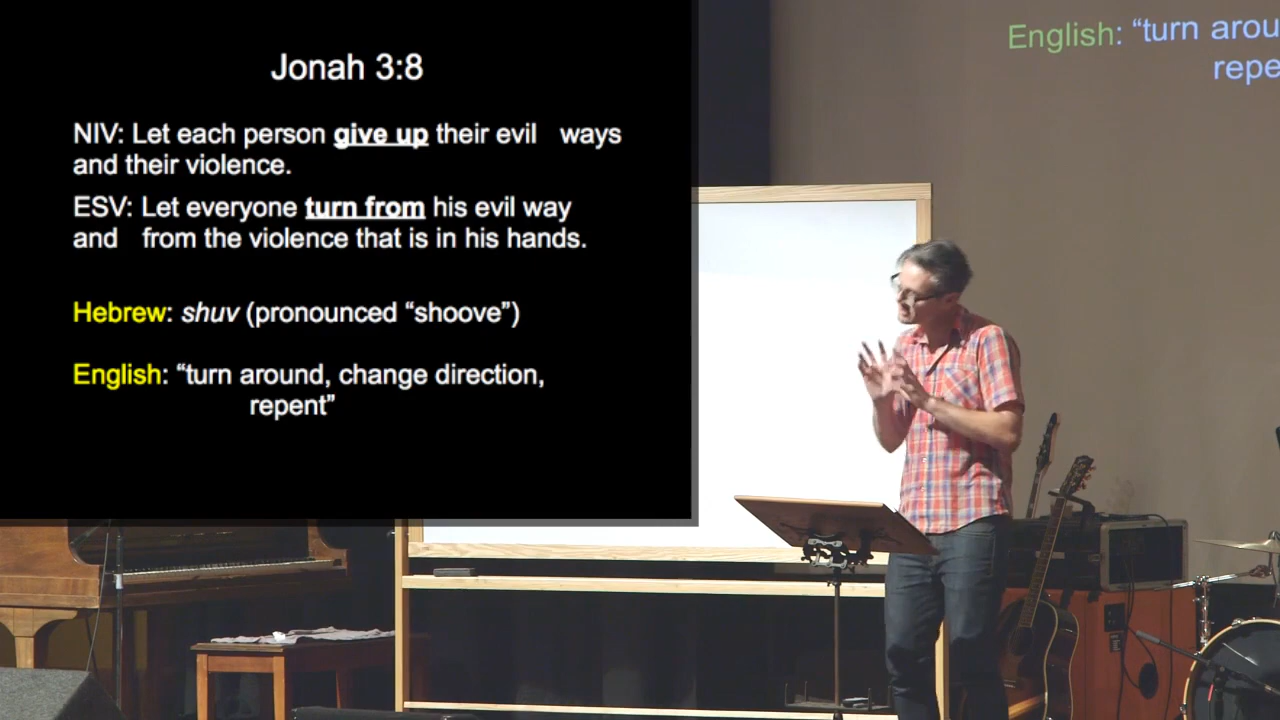 Jonah 3:8
NIV: Let each person give up their evil ways
and their violence.
ESV: Let everyone turn from his evil way
and from the violence that is in his hands.
Hebrew: shuv (pronounced “shoove”)
English: “turn around, change direction,
repent”
English: “turn arou
repe